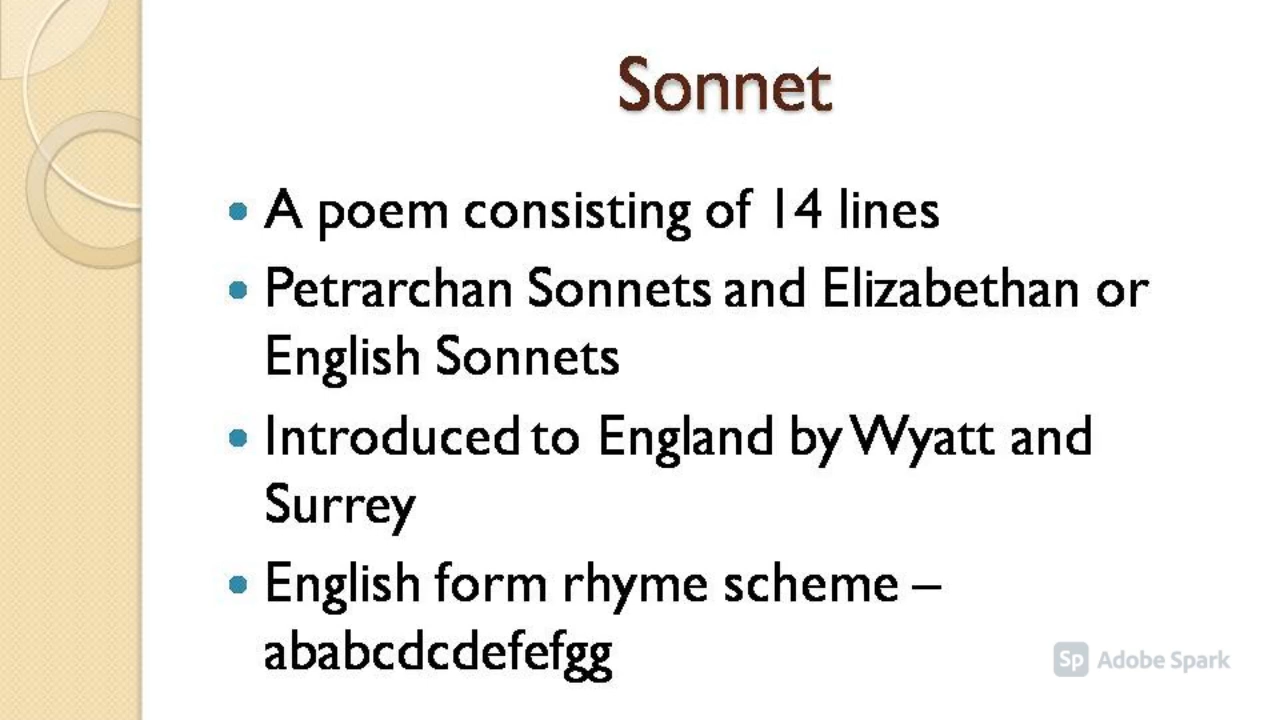 Sonnet
• A poem consisting of 14 lines
• Petrarchan Sonnets and Elizabethan or
English Sonnets
• Introduced to England by Wyatt and
Surrey
• English form rhyme scheme –
ababcdcdefefgg
Sp Adobe Spark